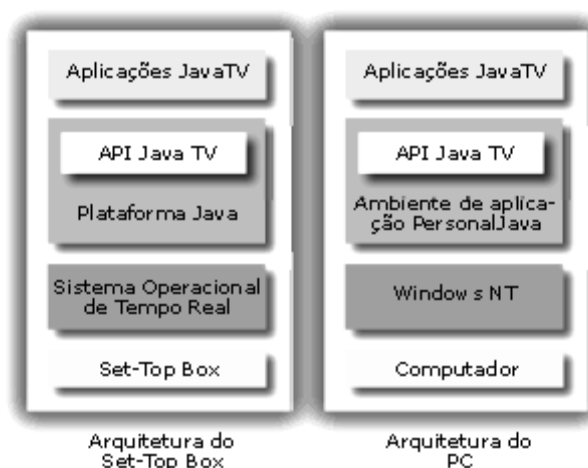 Aplicações JavaTV
API Java TV
Plataforma Java
Sistema Operacional
de Tempo Real
Set-Top Box
Arquitetura do
Set-Top Box
Aplicações JavaTV
API Java TV
Ambiente de aplica-
ção PersonalJava
Windows NT
Computador
Arquitetura do
PC